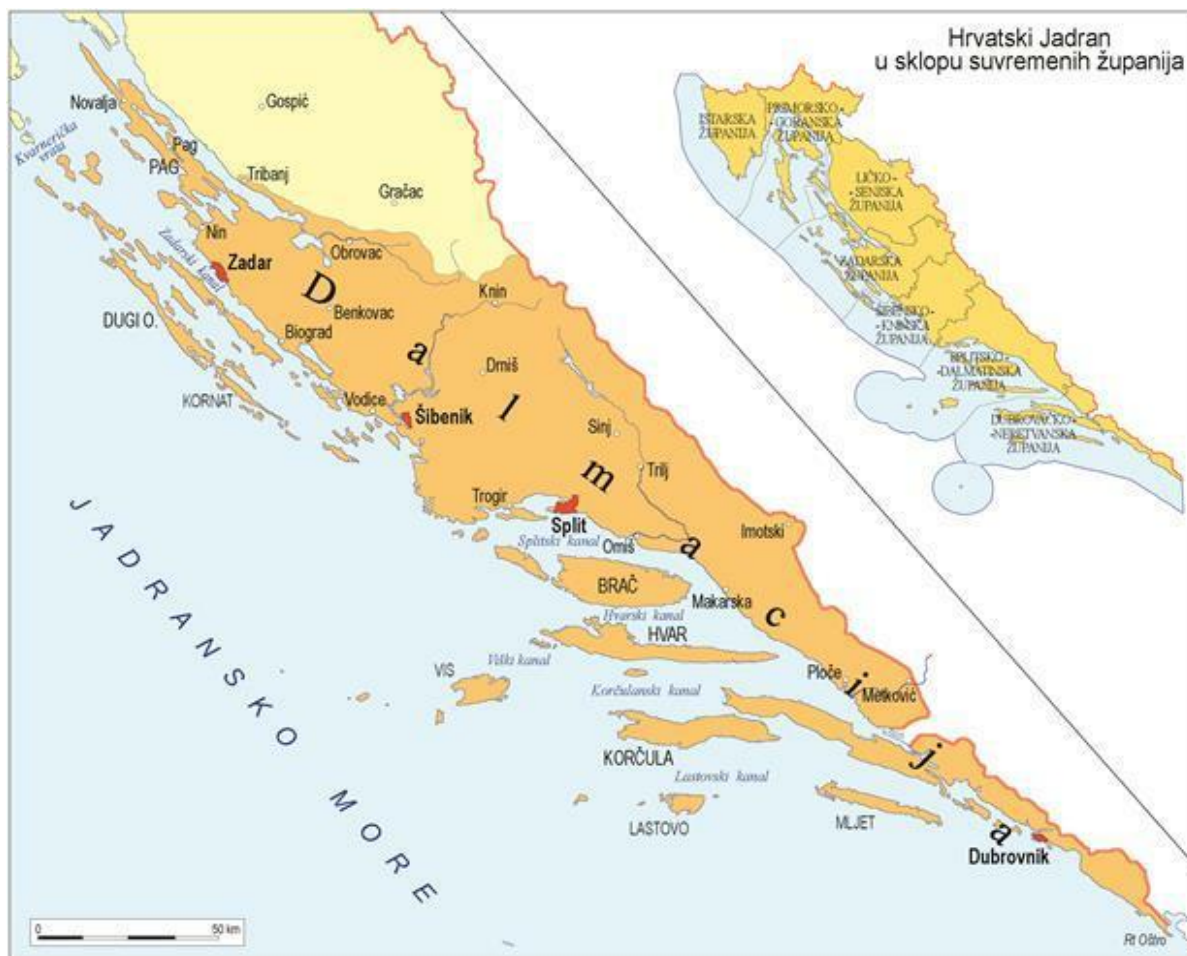 Hrvatski Jadran
u sklopu suvremenih županija
ISTARSKA
ŽUPANIJA
PRIMORSKO-
-GORANSKA
ŽUPANIJA
LIČKO-
-SENJSKA
ŽUPANIJA
ZADARSKA
ŽUPANIJA
ŠIBENSKO-
-KNINSKA
ŽUPANIJA
SPLITSKO-
-DALMATINSKA
ŽUPANIJA
DUBROVAČKO-
-NERETVANSKA
ŽUPANIJA
Novalja
Gospić
Kvarnerička
vrata
Pag
PAG
Tribanj
Gračac
Nin
Zadarski kanal
Zadar
Obrovac
Dalmacija
Benkovac
Knin
DUGI O.
Biograd
Drniš
KORNAT
Vodice
Šibenik
Sinj
Trilj
Trogir
Split
Imotski
Splitski kanal
Omiš
BRAČ
Makarska
Hvarski kanal
HVAR
Viški kanal
VIS
Ploče
Metković
Korčulanski kanal
KORČULA
Lastovski kanal
LASTOVO
MLJET
Dubrovnik
JADRANSKO MORE
0 50 km
Rt Oštro